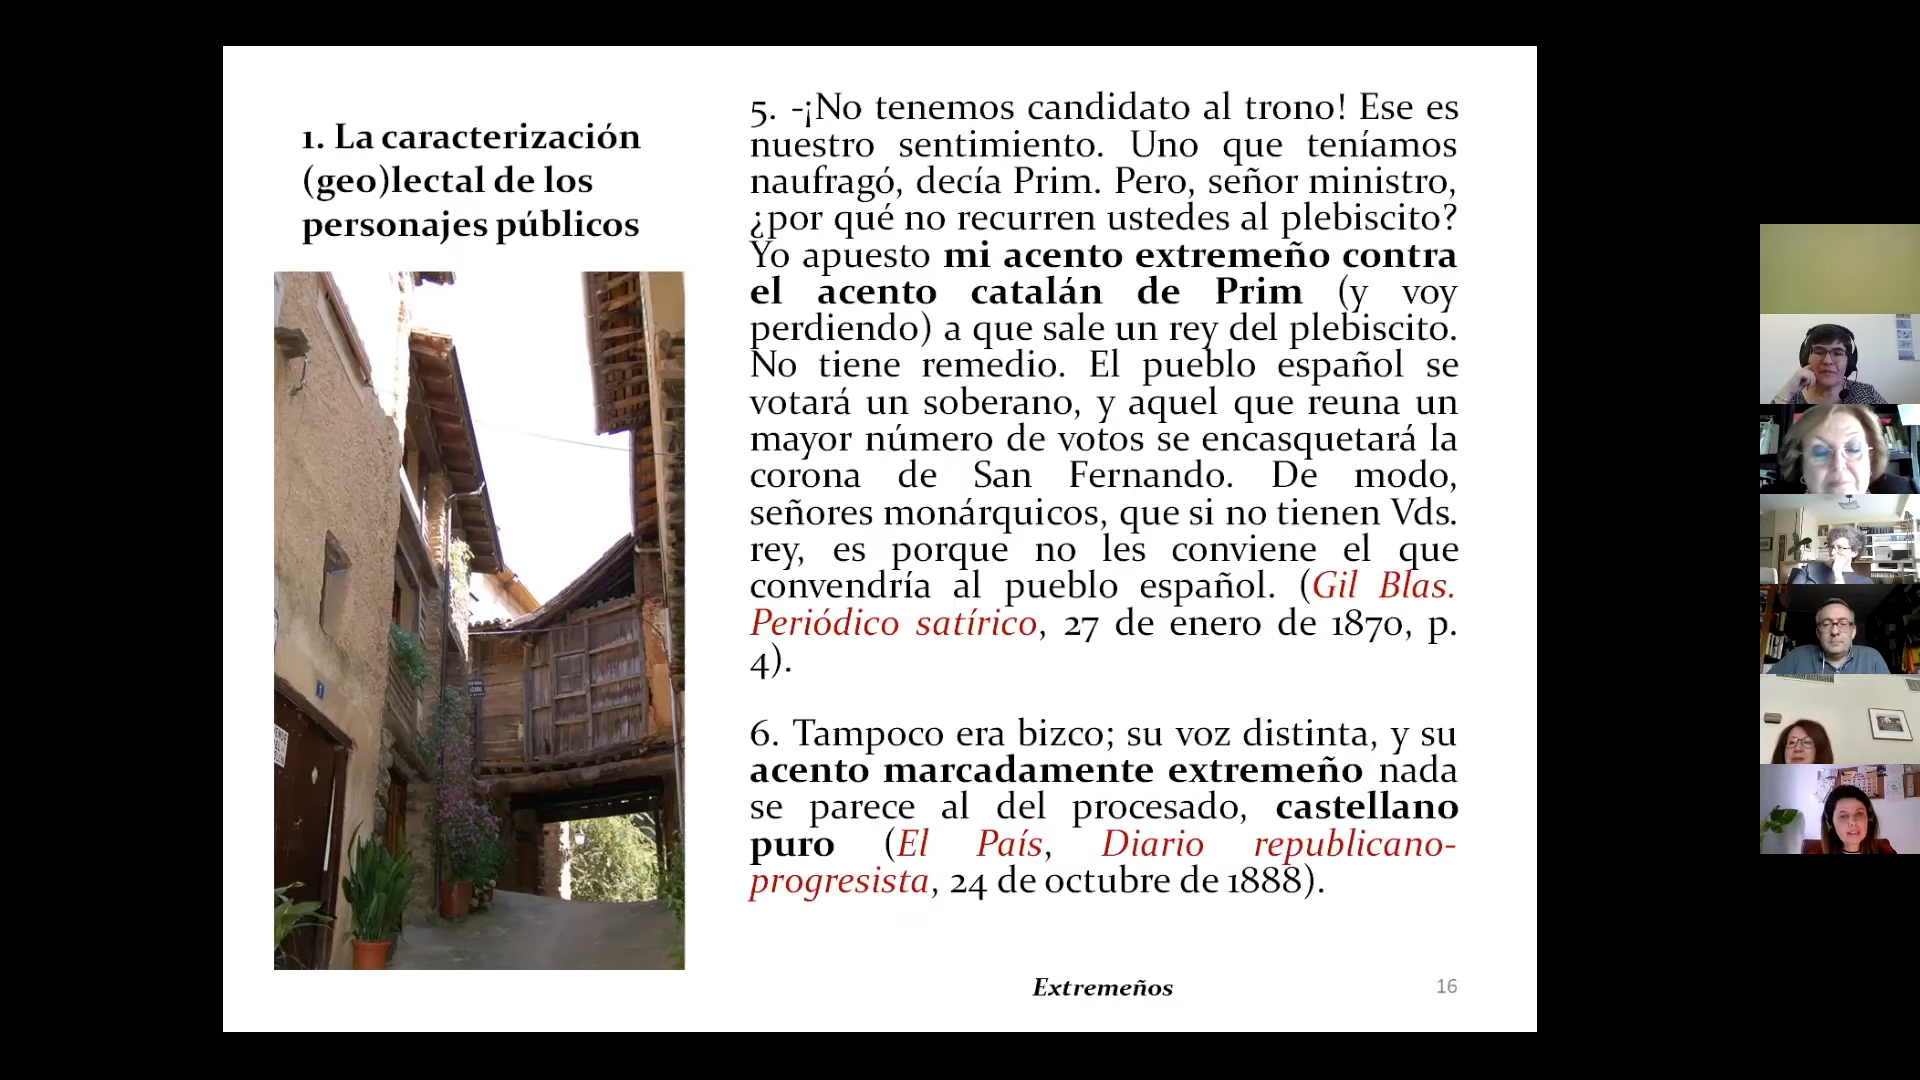 1. La caracterización
(geo)lectal de los
personajes públicos
5. -¡No tenemos candidato al trono! Ese es
nuestro sentimiento. Uno que teníamos
naufragó, decía Prim. Pero, señor ministro,
¿por qué no recurren ustedes al plebiscito?
Yo apuesto mi acento extremeño contra
el acento catalán de Prim (y voy
perdiendo) a que sale un rey del plebiscito.
No tiene remedio. El pueblo español se
votará un soberano, y aquel que reuna un
mayor número de votos se encasquetará la
corona de San Fernando. De modo,
señores monárquicos, que si no tienen Vds.
rey, es porque no les conviene el que
convendría al pueblo español. (Gil Blas.
Periódico satírico, 27 de enero de 1870, p.
4).
6. Tampoco era bizco; su voz distinta, y su
acento marcadamente extremeño nada
se parece al del procesado, castellano
puro (El País, Diario republicano-
progresista, 24 de octubre de 1888).
Extremeños
16